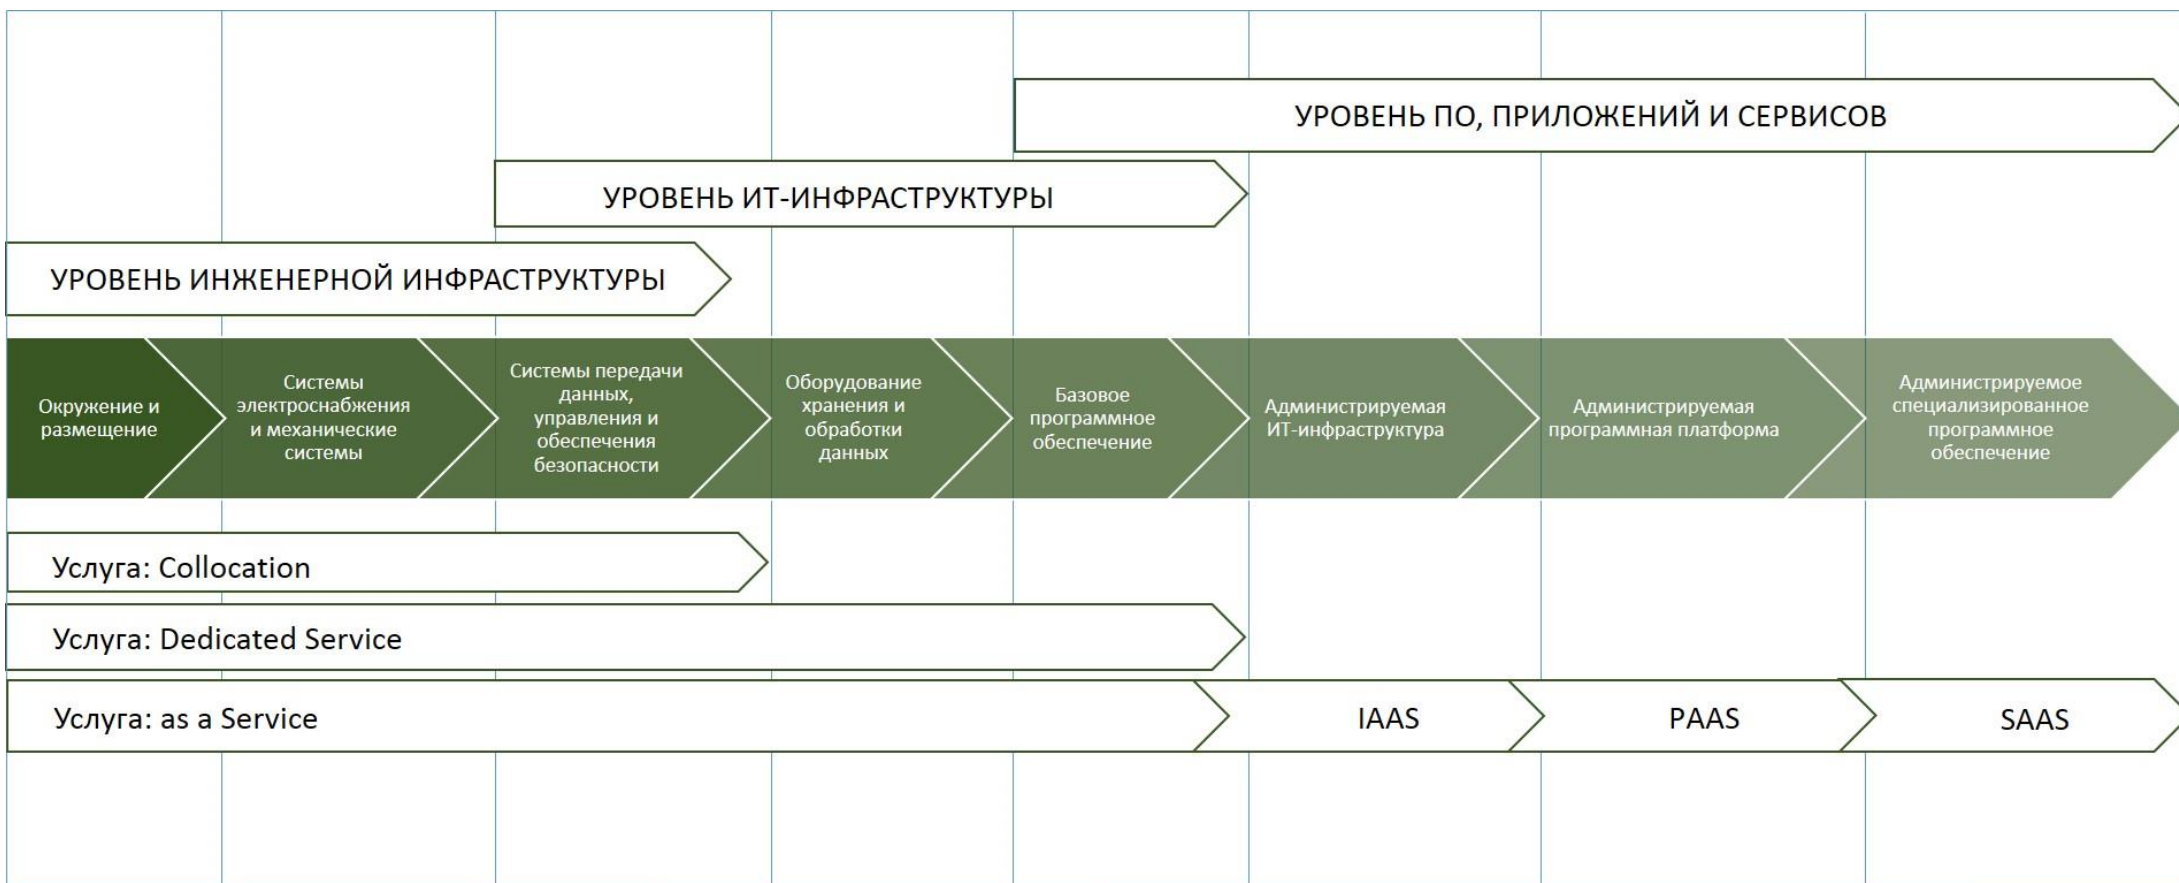 УРОВЕНЬ ПО, ПРИЛОЖЕНИЙ И СЕРВИСОВ
УРОВЕНЬ ИТ-ИНФРАСТРУКТУРЫ
УРОВЕНЬ ИНЖЕНЕРНОЙ ИНФРАСТРУКТУРЫ
Окружение и
размещение
Системы
электроснабжения
и механические
системы
Системы передачи
данных,
управления и
обеспечения
безопасности
Оборудование
хранения и
обработки
данных
Базовое
программное
обеспечение
Администрируемая
ИТ-инфраструктура
Администрируемая
программная платформа
Администрируемое
специализированное
программное
обеспечение
Услуга: Collocation
Услуга: Dedicated Service
Услуга: as a Service
IAAS
PAAS
SAAS